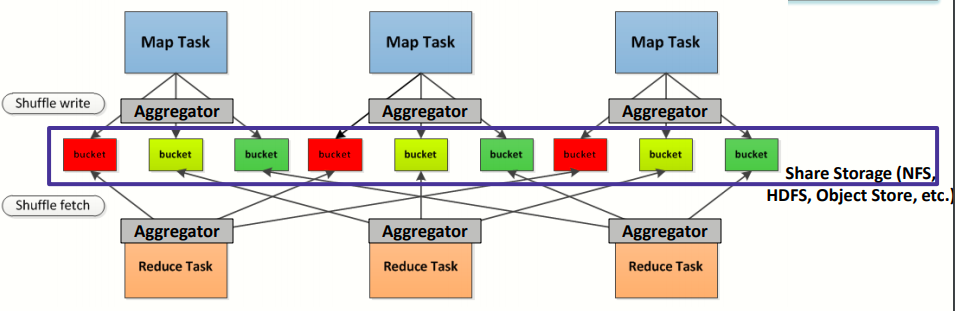 Map Task
Map Task
Map Task
Shuffle write
Aggregator
Aggregator
Aggregator
bucket
bucket
bucket
bucket
bucket
bucket
bucket
bucket
bucket
Share Storage (NFS,
HDFS, Object Store, etc.)
Shuffle fetch
Aggregator
Aggregator
Aggregator
Reduce Task
Reduce Task
Reduce Task